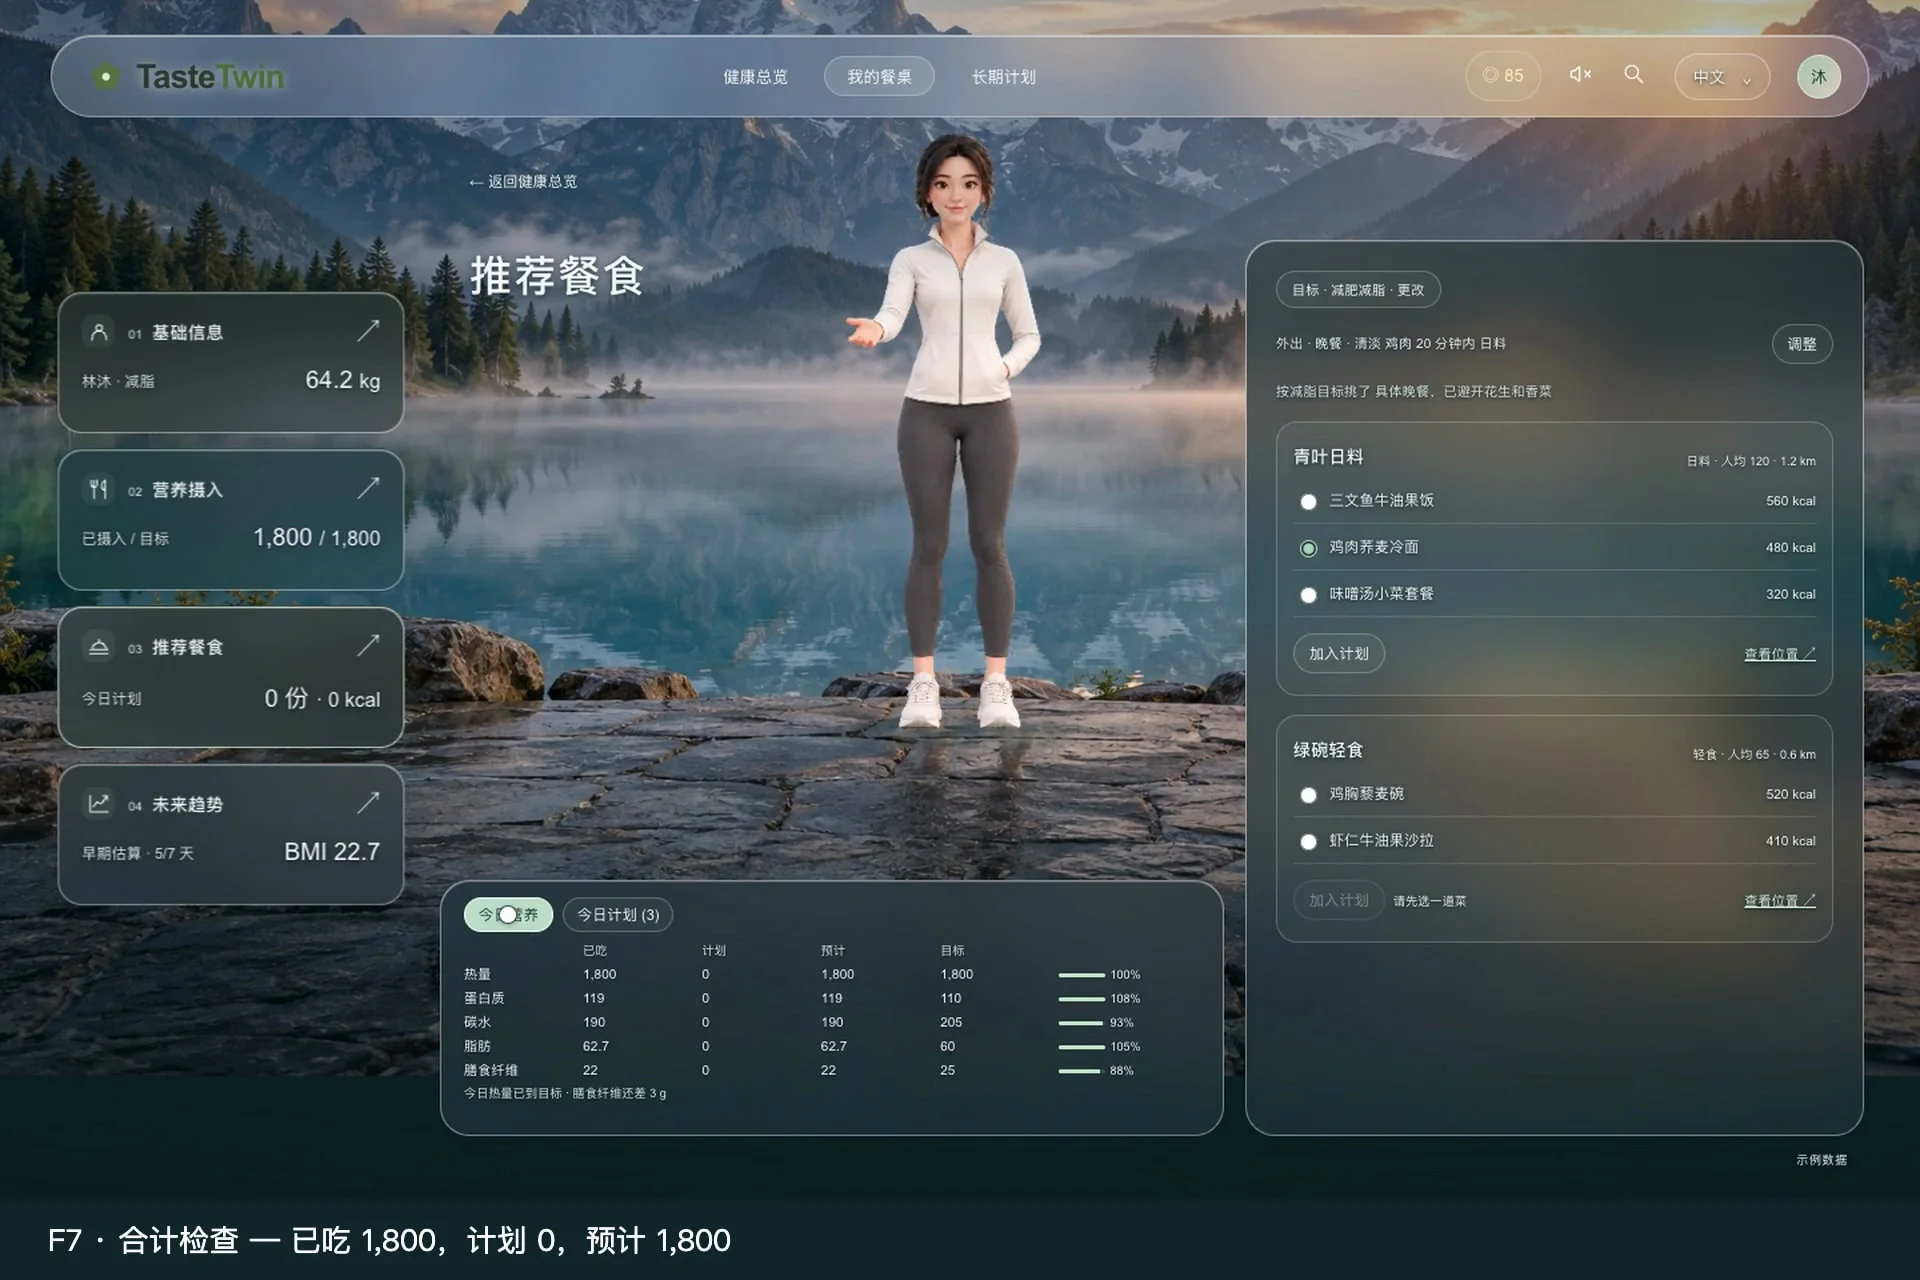 TasteTwin
健康总览 我的餐桌 长期计划
85 中文 沐
← 返回健康总览
推荐餐食
01 基础信息
林沐 · 减脂 64.2 kg
02 营养摄入
已摄入 / 目标 1,800 / 1,800
03 推荐餐食
今日计划 0 份 · 0 kcal
04 未来趋势
早期估算 · 5/7 天 BMI 22.7
目标 · 减肥减脂 · 更改
外出 · 晚餐 · 清淡 鸡肉 20 分钟内 日料 调整
按减脂目标挑了 具体晚餐，已避开花生和香菜
青叶日料 日料 · 人均 120 · 1.2 km
三文鱼牛油果饭 560 kcal
鸡肉荞麦冷面 480 kcal
味噌汤小菜套餐 320 kcal
加入计划 查看位置
绿碗轻食 轻食 · 人均 65 · 0.6 km
鸡胸藜麦碗 520 kcal
虾仁牛油果沙拉 410 kcal
加入计划 请先选一道菜 查看位置
今 营养 今日计划 (3)
已吃 计划 预计 目标
热量 1,800 0 1,800 1,800 100%
蛋白质 119 0 119 110 108%
碳水 190 0 190 205 93%
脂肪 62.7 0 62.7 60 105%
膳食纤维 22 0 22 25 88%
今日热量已到目标 · 膳食纤维还差 3 g
示例数据
F7 · 合计检查 — 已吃 1,800，计划 0，预计 1,800